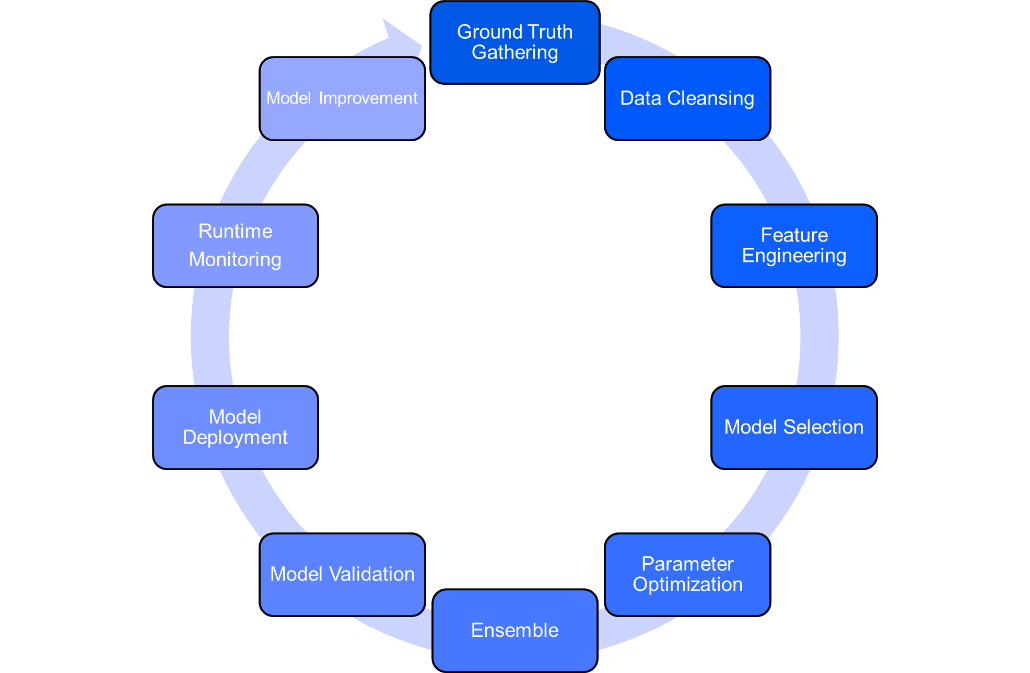 Ground Truth
Gathering
Data Cleansing
Feature
Engineering
Model Selection
Parameter
Optimization
Ensemble
Model Validation
Model
Deployment
Runtime
Monitoring
Model Improvement